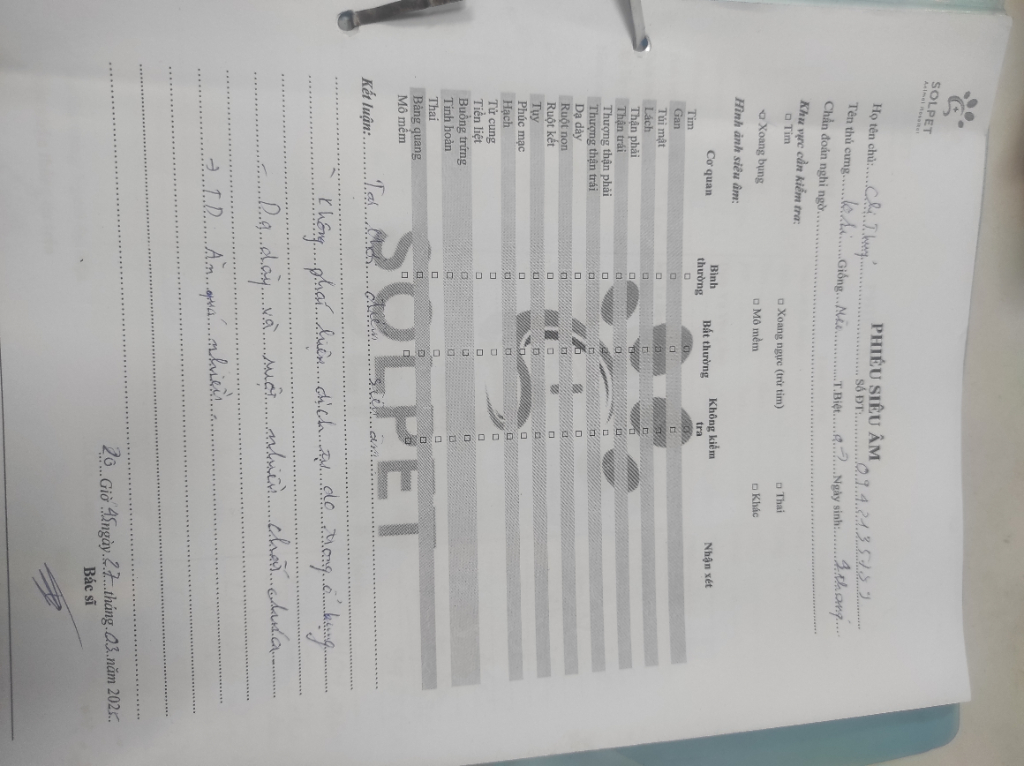 SOLPET
ANIMAL HOSPITAL
PHIẾU SIÊU ÂM
Họ tên chủ: Chị Thuý Số ĐT:
Tên thú cưng Giống T.Biệt Ngày sinh: tháng
Chẩn đoán nghi ngờ
Khu vực cần kiểm tra:
□ Tim □ Xoang ngực (trừ tim) □ Thai
Xoang bụng □ Mô mềm □ Khác
Hình ảnh siêu âm:
Cơ quan Bình thường Bất thường Không kiểm tra Nhận xét
Tim □ □ □
Gan □ □ □
Túi mật □ □ □
Lách □ □ □
Thận phải □ □ □
Thận trái □ □ □
Thượng thận phải □ □ □
Thượng thận trái □ □ □
Dạ dày □ □ □
Ruột non □ □ □
Ruột kết □ □ □
Tụy □ □ □
Phúc mạc □ □ □
Hạch □ □ □
Tử cung □ □ □
Tiền liệt □ □ □
Buồng trứng □ □ □
Tinh hoàn □ □ □
Thai □ □ □
Bàng quang □ □ □
Mô mềm □ □ □
SOLPET
Kết luận: Tại thời điểm siêu âm
- Không phát hiện dịch tự do trong ổ bụng
- Dạ dày và ruột nhiều chất chứa
→ T.D: Ăn quá nhiều
20 Giờ 45 ngày 27 tháng 03 năm 2025.
Bác sĩ